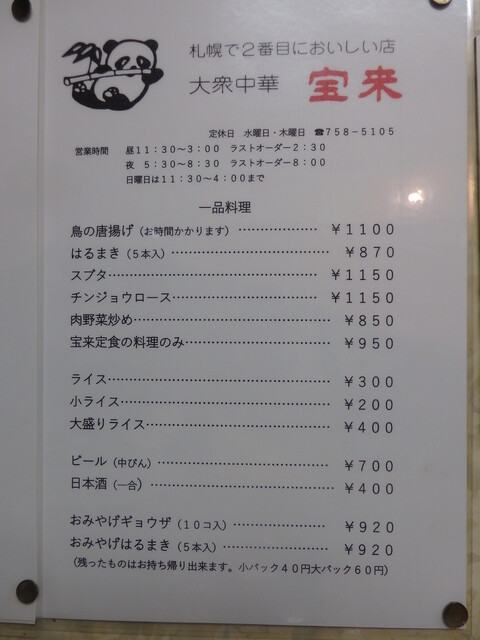 札幌で２番目においしい店
大衆中華 宝来
定休日 水曜日・木曜日 ☎７５８-５１０５
営業時間 昼１１：３０〜３：００ ラストオーダー２：３０
夜 ５：３０〜８：３０ ラストオーダー８：００
日曜日は１１：３０〜４：００まで
一品料理
鳥の唐揚げ（お時間かかります）………………￥１１００
はるまき（５本入）………………………………￥８７０
スブタ………………………………………￥１１５０
チンジョウロース…………………………￥１１５０
肉野菜炒め…………………………………￥８５０
宝来定食の料理のみ………………………￥９５０
ライス………………………………………￥３００
小ライス……………………………………￥２００
大盛りライス………………………………￥４００
ビール（中びん）…………………………￥７００
日本酒（一合）……………………………￥４００
おみやげギョウザ（１０コ入）……………￥９２０
おみやげはるまき（５本入）………………￥９２０
（残ったものはお持ち帰り出来ます。小パック４０円大パック６０円）